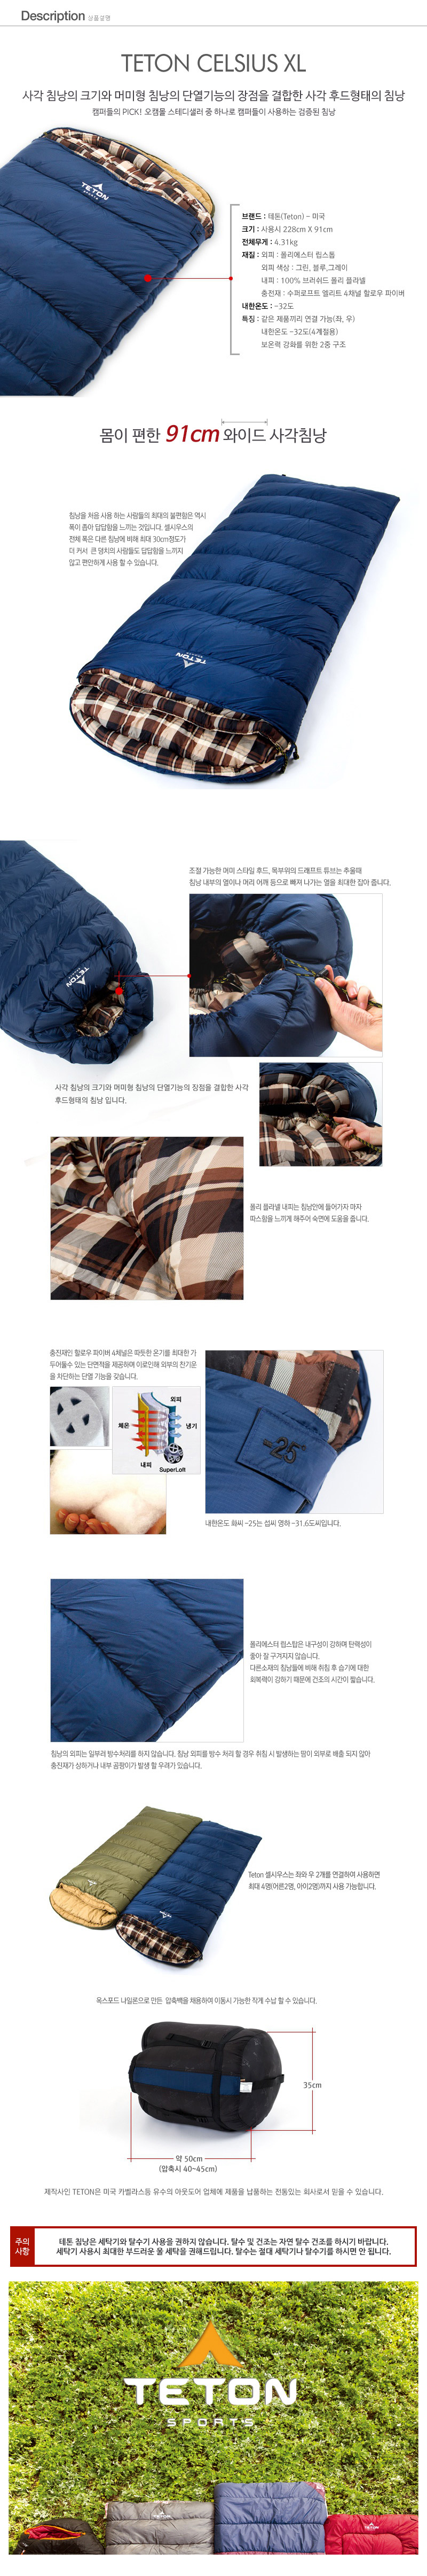 Description 상품설명
TETON CELSIUS XL
사각 침낭의 크기와 머미형 침낭의 단열기능의 장점을 결합한 사각 후드형태의 침낭
캠퍼들의 PICK! 오캠몰 스테디샐러 중 하나로 캠퍼들이 사용하는 검증된 침낭
TETON
SPORTS
브랜드 : 테톤(Teton) - 미국
크기 : 사용시 228cm X 91cm
전체무게 : 4.31kg
재질 : 외피 : 폴리에스터 립스톱
외피 색상 : 그린, 블루,그레이
내피 : 100% 브러쉬드 폴리 플라넬
충전재 : 수퍼로프트 엘리트 4채널 할로우 파이버
내한온도 : -32도
특징 : 같은 제품끼리 연결 가능(좌, 우)
내한온도 -32도(4계절용)
보온력 강화를 위한 2중 구조
몸이 편한 91cm 와이드 사각침낭
침낭을 처음 사용 하는 사람들의 최대의 불편함은 역시
폭이 좁아 답답함을 느끼는 것입니다. 셀시우스의
전체 폭은 다른 침낭에 비해 최대 30cm정도가
더 커서 큰 덩치의 사람들도 답답함을 느끼지
않고 편안하게 사용 할 수 있습니다.
TETON
조절 가능한 머미 스타일 후드, 목부위의 드래프트 튜브는 추울때
침낭 내부의 열이나 머리 어깨 등으로 빠져 나가는 열을 최대한 잡아 줍니다.
TETON
사각 침낭의 크기와 머미형 침낭의 단열기능의 장점을 결합한 사각
후드형태의 침낭 입니다.
폴리 플라넬 내피는 침낭안에 들어가자 마자
따스함을 느끼게 해주어 숙면에 도움을 줍니다.
충진재인 할로우 파이버 4채널은 따듯한 온기를 최대한 가
두어둘수 있는 단면적을 제공하며 이로인해 외부의 찬기운
을 차단하는 단열 기능을 갖습니다.
외피
체온
냉기
내피
SuperLoft
-25°
내한온도 화씨 -25는 섭씨 영하 -31.6도씨입니다.
폴리에스터 립스탑은 내구성이 강하며 탄력성이
좋아 잘 구겨지지 않습니다.
다른소재의 침낭들에 비해 취침 후 습기에 대한
회복력이 강하기 때문에 건조의 시간이 짧습니다.
침낭의 외피는 일부러 방수처리를 하지 않습니다. 침낭 외피를 방수 처리 할 경우 취침 시 발생하는 땀이 외부로 배출 되지 않아
충진재가 상하거나 내부 곰팡이가 발생 할 우려가 있습니다.
Teton 셀시우스는 좌와 우 2개를 연결하여 사용하면
최대 4명(어른2명, 아이2명)까지 사용 가능합니다.
옥스포드 나일론으로 만든 압축백을 채용하여 이동시 가능한 작게 수납 할 수 있습니다.
35cm
약 50cm
(압축시 40~45cm)
제작사인 TETON은 미국 카벨라스등 유수의 아웃도어 업체에 제품을 납품하는 전통있는 회사로서 믿을 수 있습니다.
주의
사항
테톤 침낭은 세탁기와 탈수기 사용을 권하지 않습니다. 탈수 및 건조는 자연 탈수 건조를 하시기 바랍니다.
세탁기 사용시 최대한 부드러운 울 세탁을 권해드립니다. 탈수는 절대 세탁기나 탈수기를 하시면 안 됩니다.
TETON
SPORTS
TETON
TETON
TETON